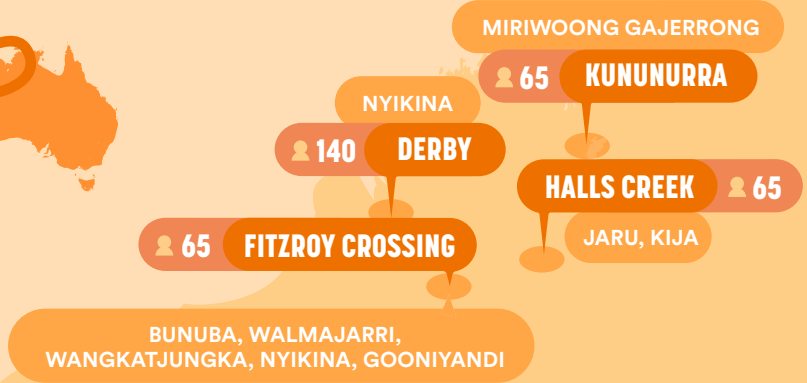 MIRIWOONG GAJERRONG
65 KUNUNURRA
NYIKINA
140 DERBY
HALLS CREEK 65
JARU, KIJA
65 FITZROY CROSSING
BUNUBA, WALMAJARRI,
WANGKATJUNGKA, NYIKINA, GOONIYANDI